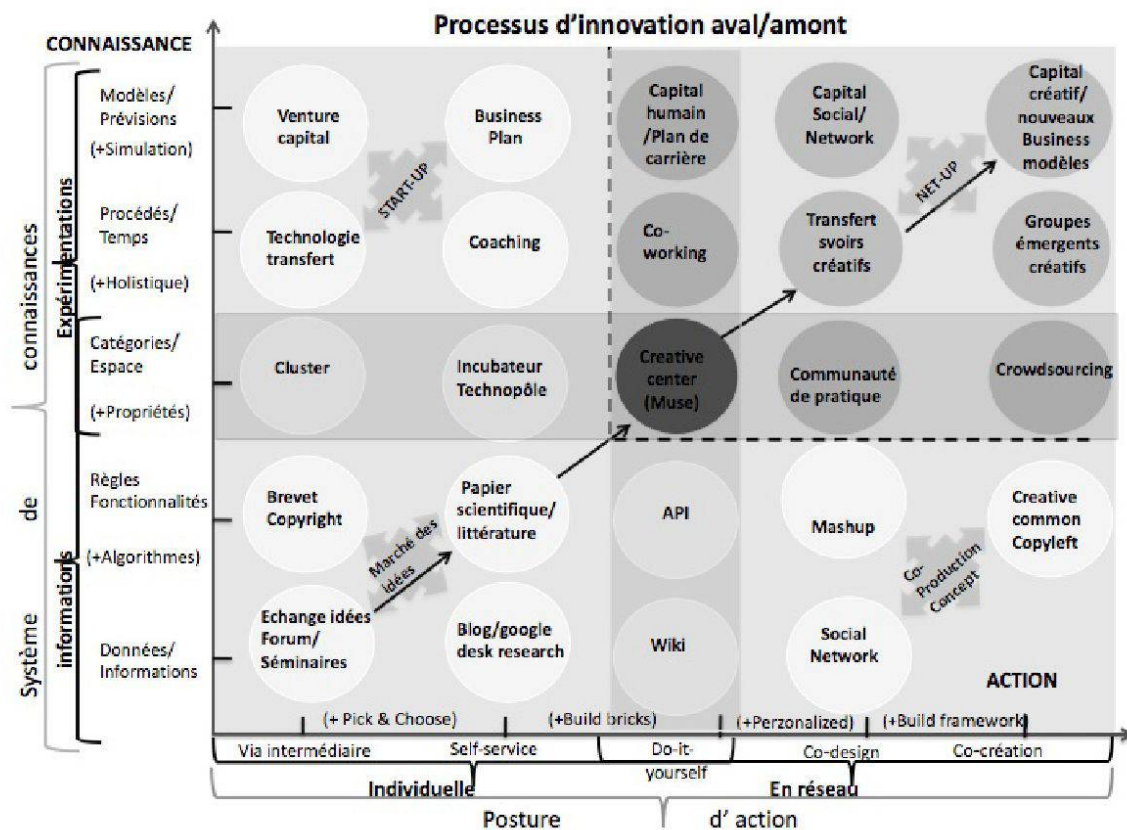 Processus d'innovation aval/amont
CONNAISSANCE
Modèles/
Prévisions
(+Simulation)
Procédés/
Temps
(+Holistique)
Catégories/
Espace
(+Propriétés)
Règles
Fonctionnalités
(+Algorithmes)
Données/
Informations
Système de connaissances
Expérimentations
informations
Venture
capital
Business
Plan
Capital
humain
/Plan de
carrière
Capital
Social/
Network
Capital
créatif/
nouveaux
Business
modèles
START-UP
NET-UP
Technologie
transfert
Coaching
Co-
working
Transfert
svoirs
créatifs
Groupes
émergents
créatifs
Cluster
Incubateur
Technopôle
Creative
center
(Muse)
Communauté
de pratique
Crowdsourcing
Brevet
Copyright
Papier
scientifique/
littérature
API
Mashup
Creative
common
Copyleft
Marché des
idées
Co-
Production
Concept
Echange idées
Forum/
Séminaires
Blog/google
desk research
Wiki
Social
Network
ACTION
(+ Pick & Choose)
(+Build bricks)
(+Perzonalized)
(+Build framework)
Via intermédiaire
Self-service
Do-it-
yourself
Co-design
Co-création
Individuelle
En réseau
Posture
d' action